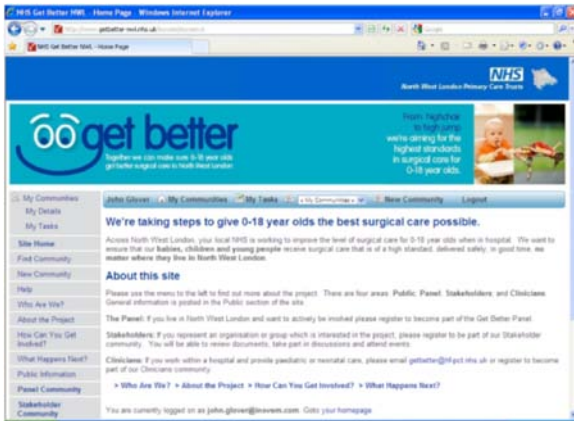 NHS Get Better NWL - Home Page - Windows Internet Explorer
Google
NHS Get Better NWL - Home Page
NHS
North West London Primary Care Trusts
get better
Together we can make sure 0-18 year olds
get better surgical care in North West London
From highchair
to high jump
we're aiming for the
highest standards
in surgical care for
0-18 year olds.
My Communities
My Details
My Tasks
Site Home
Find Community
New Community
Help
Who Are We?
About the Project
How Can You Get
Involved?
What Happens Next?
Public Information
Panel Community
Stakeholder
Community
John Glover My Communities My Tasks « My Communities » New Community Logout
We're taking steps to give 0-18 year olds the best surgical care possible.
Across North West London, your local NHS is working to improve the level of surgical care for 0-18 year olds when in hospital. We want to
ensure that our babies, children and young people receive surgical care that is of a high standard, delivered safely, in good time, no
matter where they live in North West London.
About this site
Please use the menu to the left to find out more about the project. There are four areas: Public, Panel, Stakeholders, and Clinicians.
General information is posted in the Public section of the site.
The Panel: If you live in North West London and want to actively be involved please register to become part of the Get Better Panel.
Stakeholders: If you represent an organisation or group which is interested in the project, please register to be part of our Stakeholder
community. You will be able to review documents, take part in discussions and attend events.
Clinicians: If you work within a hospital and provide paediatric or neonatal care, please email getbetter@hf-pct.nhs.uk or register to become
part of our Clinicians community.
» Who Are We? » About the Project » How Can You Get Involved? » What Happens Next?
You are currently logged on as john.glover@inovem.com. Goto your homepage.